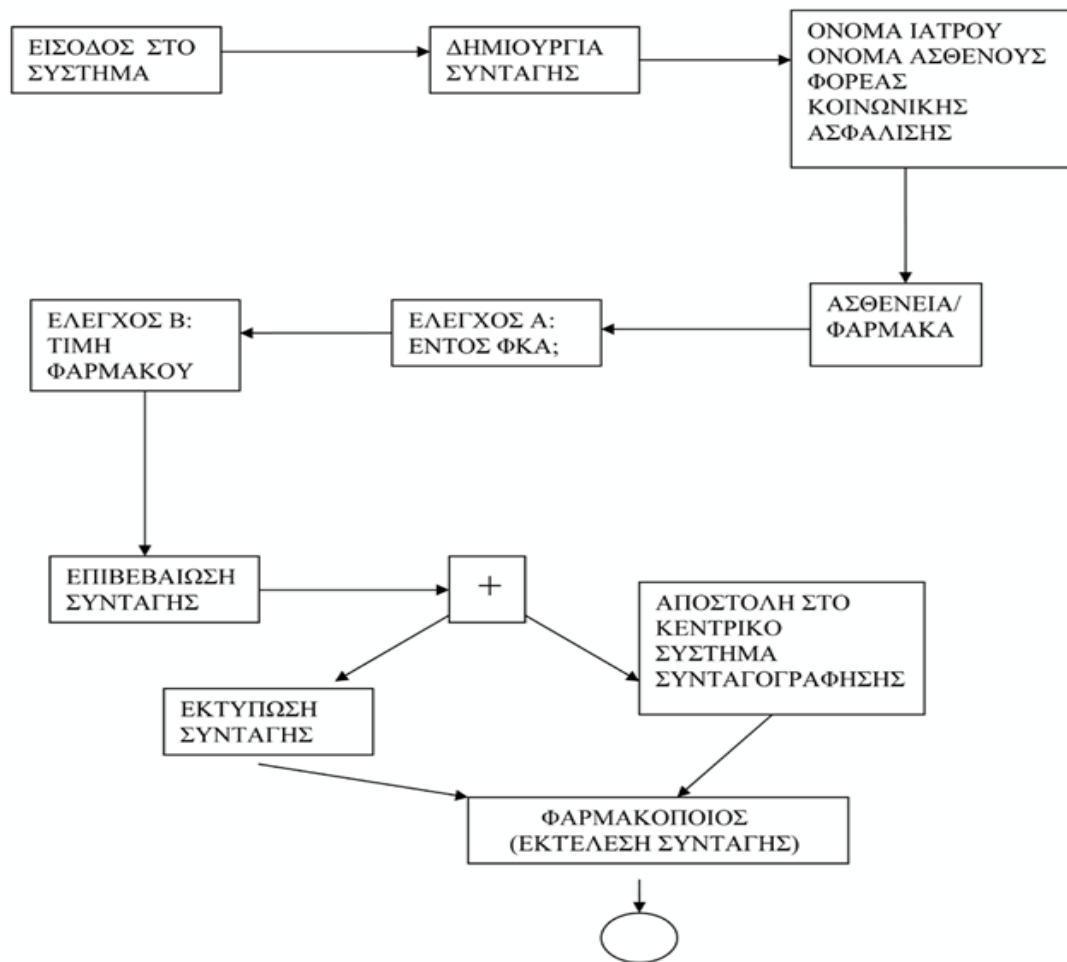 ΕΙΣΟΔΟΣ ΣΤΟ
ΣΥΣΤΗΜΑ
ΔΗΜΙΟΥΡΓΙΑ
ΣΥΝΤΑΓΗΣ
ΟΝΟΜΑ ΙΑΤΡΟΥ
ΟΝΟΜΑ ΑΣΘΕΝΟΥΣ
ΦΟΡΕΑΣ
ΚΟΙΝΩΝΙΚΗΣ
ΑΣΦΑΛΙΣΗΣ
ΑΣΘΕΝΕΙΑ/
ΦΑΡΜΑΚΑ
ΕΛΕΓΧΟΣ Α:
ΕΝΤΟΣ ΦΚΑ;
ΕΛΕΓΧΟΣ Β:
ΤΙΜΗ
ΦΑΡΜΑΚΟΥ
ΕΠΙΒΕΒΑΙΩΣΗ
ΣΥΝΤΑΓΗΣ
+
ΑΠΟΣΤΟΛΗ ΣΤΟ
ΚΕΝΤΡΙΚΟ
ΣΥΣΤΗΜΑ
ΣΥΝΤΑΓΟΓΡΑΦΗΣΗΣ
ΕΚΤΥΠΩΣΗ
ΣΥΝΤΑΓΗΣ
ΦΑΡΜΑΚΟΠΟΙΟΣ
(ΕΚΤΈΛΕΣΗ ΣΥΝΤΑΓΗΣ)